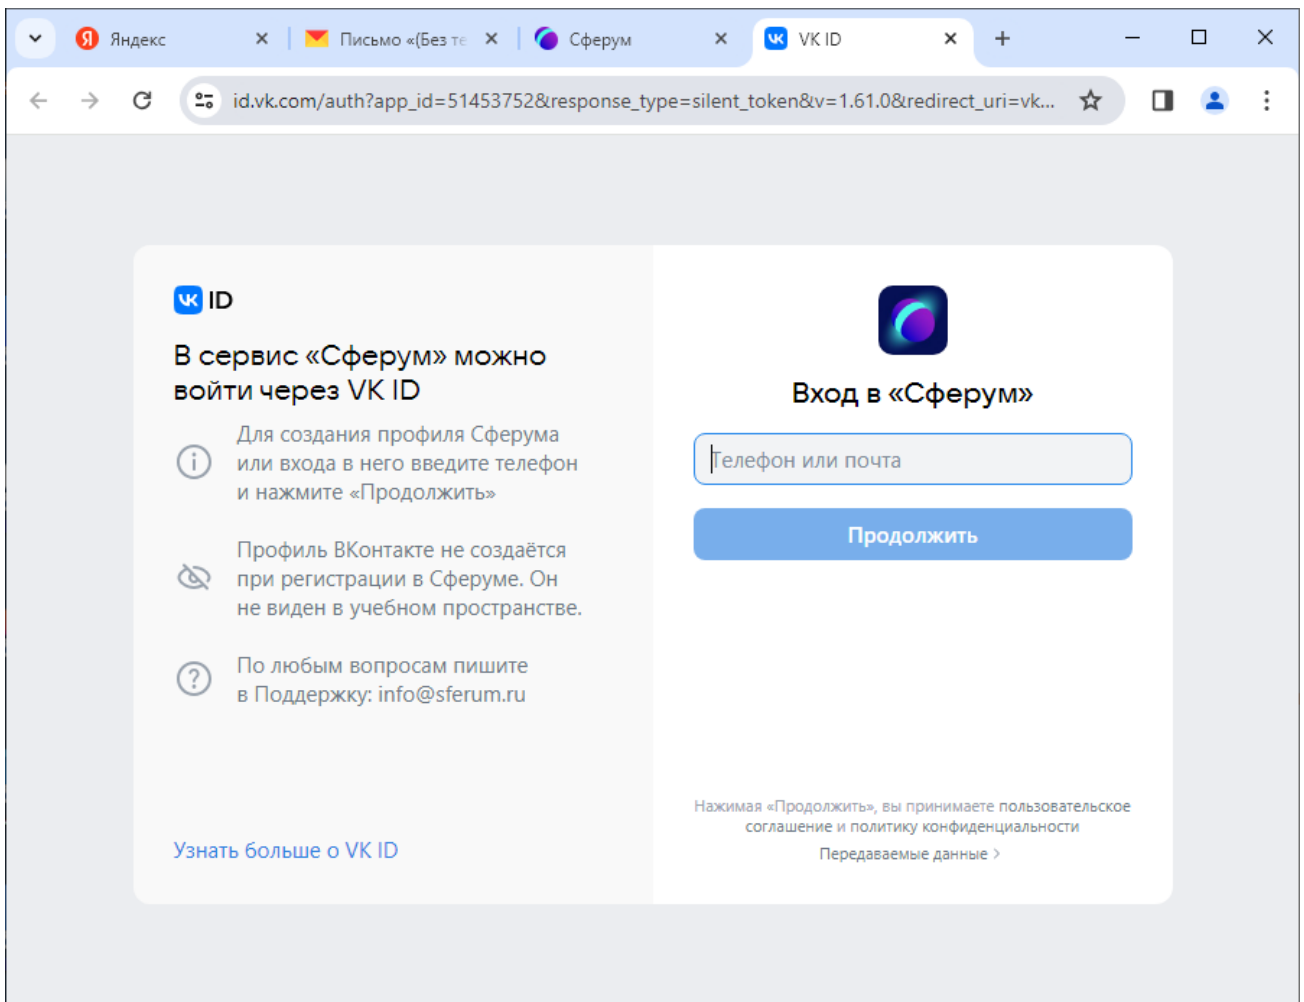 Яндекс
Письмо «(Без те
Сферум
VK ID
id.vk.com/auth?app_id=51453752&response_type=silent_token&v=1.61.0&redirect_uri=vk...
VK ID
В сервис «Сферум» можно
войти через VK ID
Для создания профиля Сферума
или входа в него введите телефон
и нажмите «Продолжить»
Профиль ВКонтакте не создаётся
при регистрации в Сферуме. Он
не виден в учебном пространстве.
По любым вопросам пишите
в Поддержку: info@sferum.ru
Узнать больше о VK ID
Вход в «Сферум»
Телефон или почта
Продолжить
Нажимая «Продолжить», вы принимаете пользовательское
соглашение и политику конфиденциальности
Передаваемые данные >